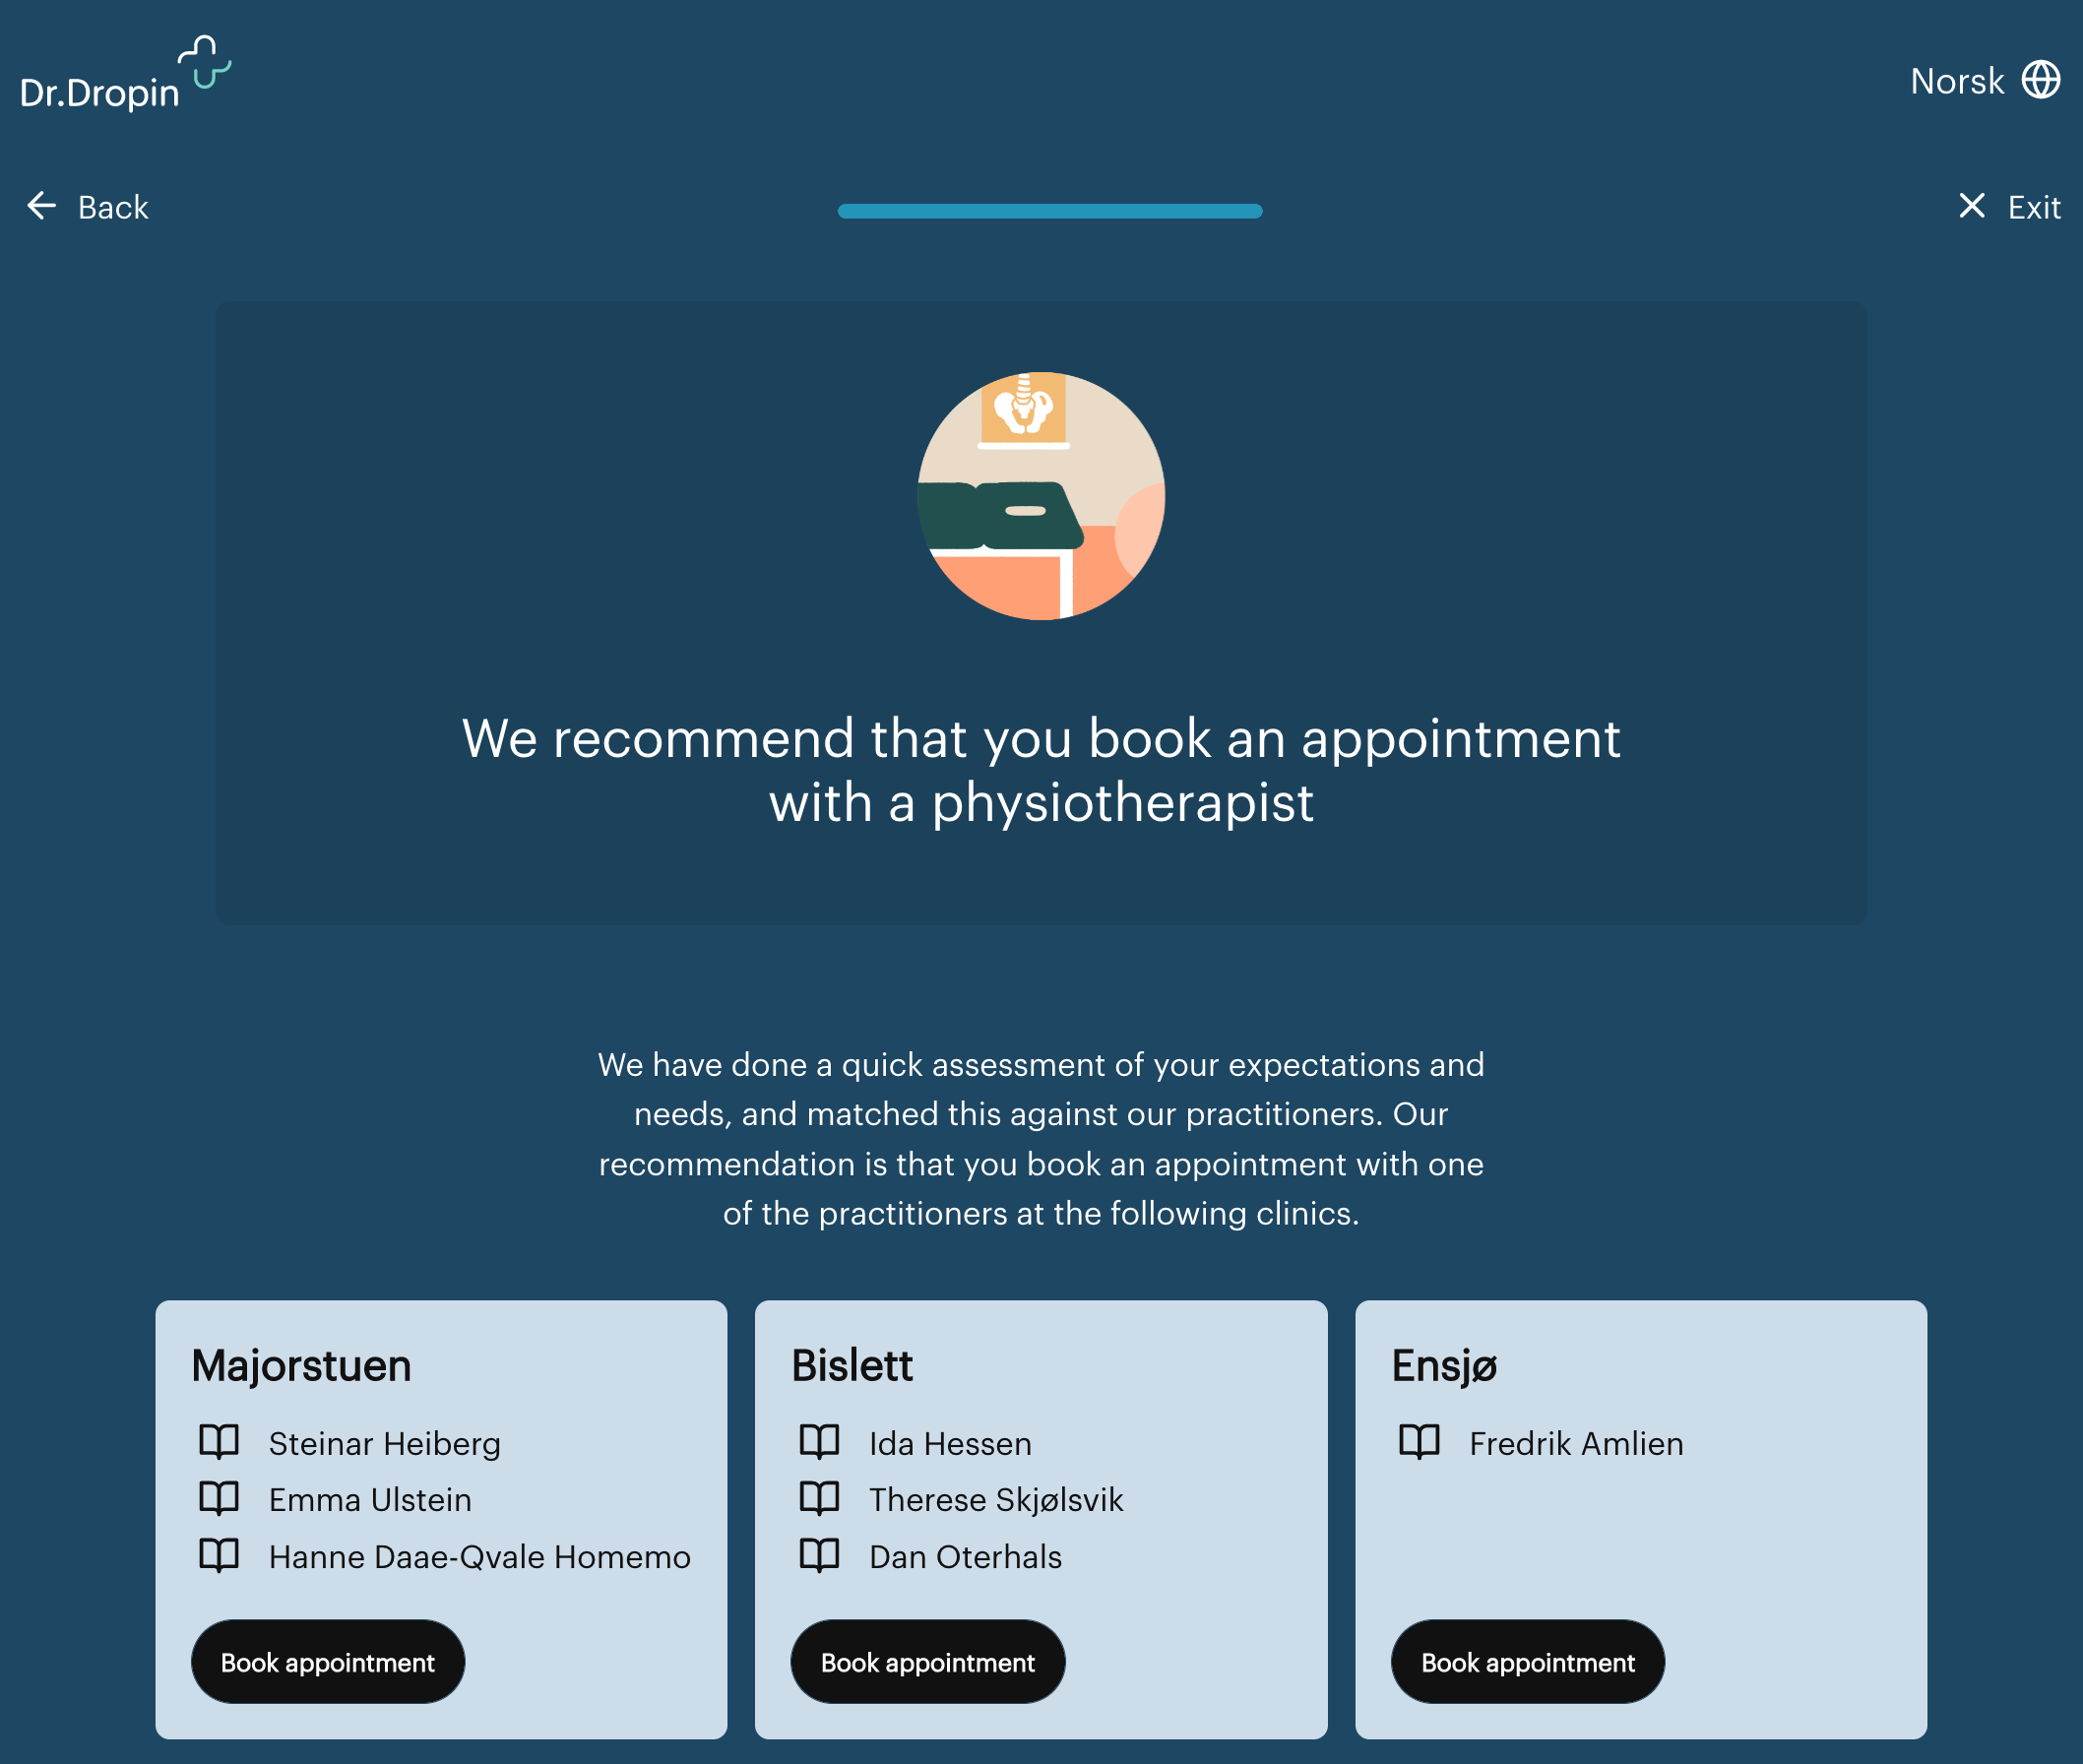 Dr.Dropin
Norsk
Back
Exit
We recommend that you book an appointment
with a physiotherapist
We have done a quick assessment of your expectations and
needs, and matched this against our practitioners. Our
recommendation is that you book an appointment with one
of the practitioners at the following clinics.
Majorstuen
Steinar Heiberg
Emma Ulstein
Hanne Daae-Qvale Homemo
Book appointment
Bislett
Ida Hessen
Therese Skjølsvik
Dan Oterhals
Book appointment
Ensjø
Fredrik Amlien
Book appointment